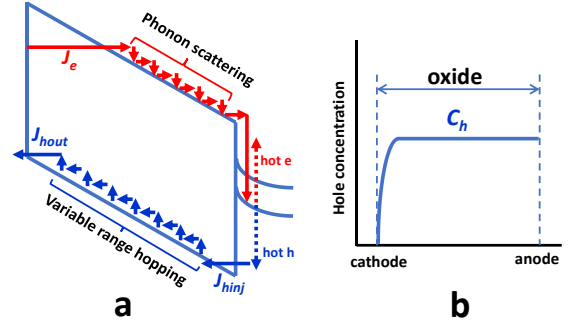 Phonon scattering
J_e
hot e
J_hout
Variable range hopping
hot h
J_hinj
a
oxide
C_h
Hole concentration
cathode
anode
b